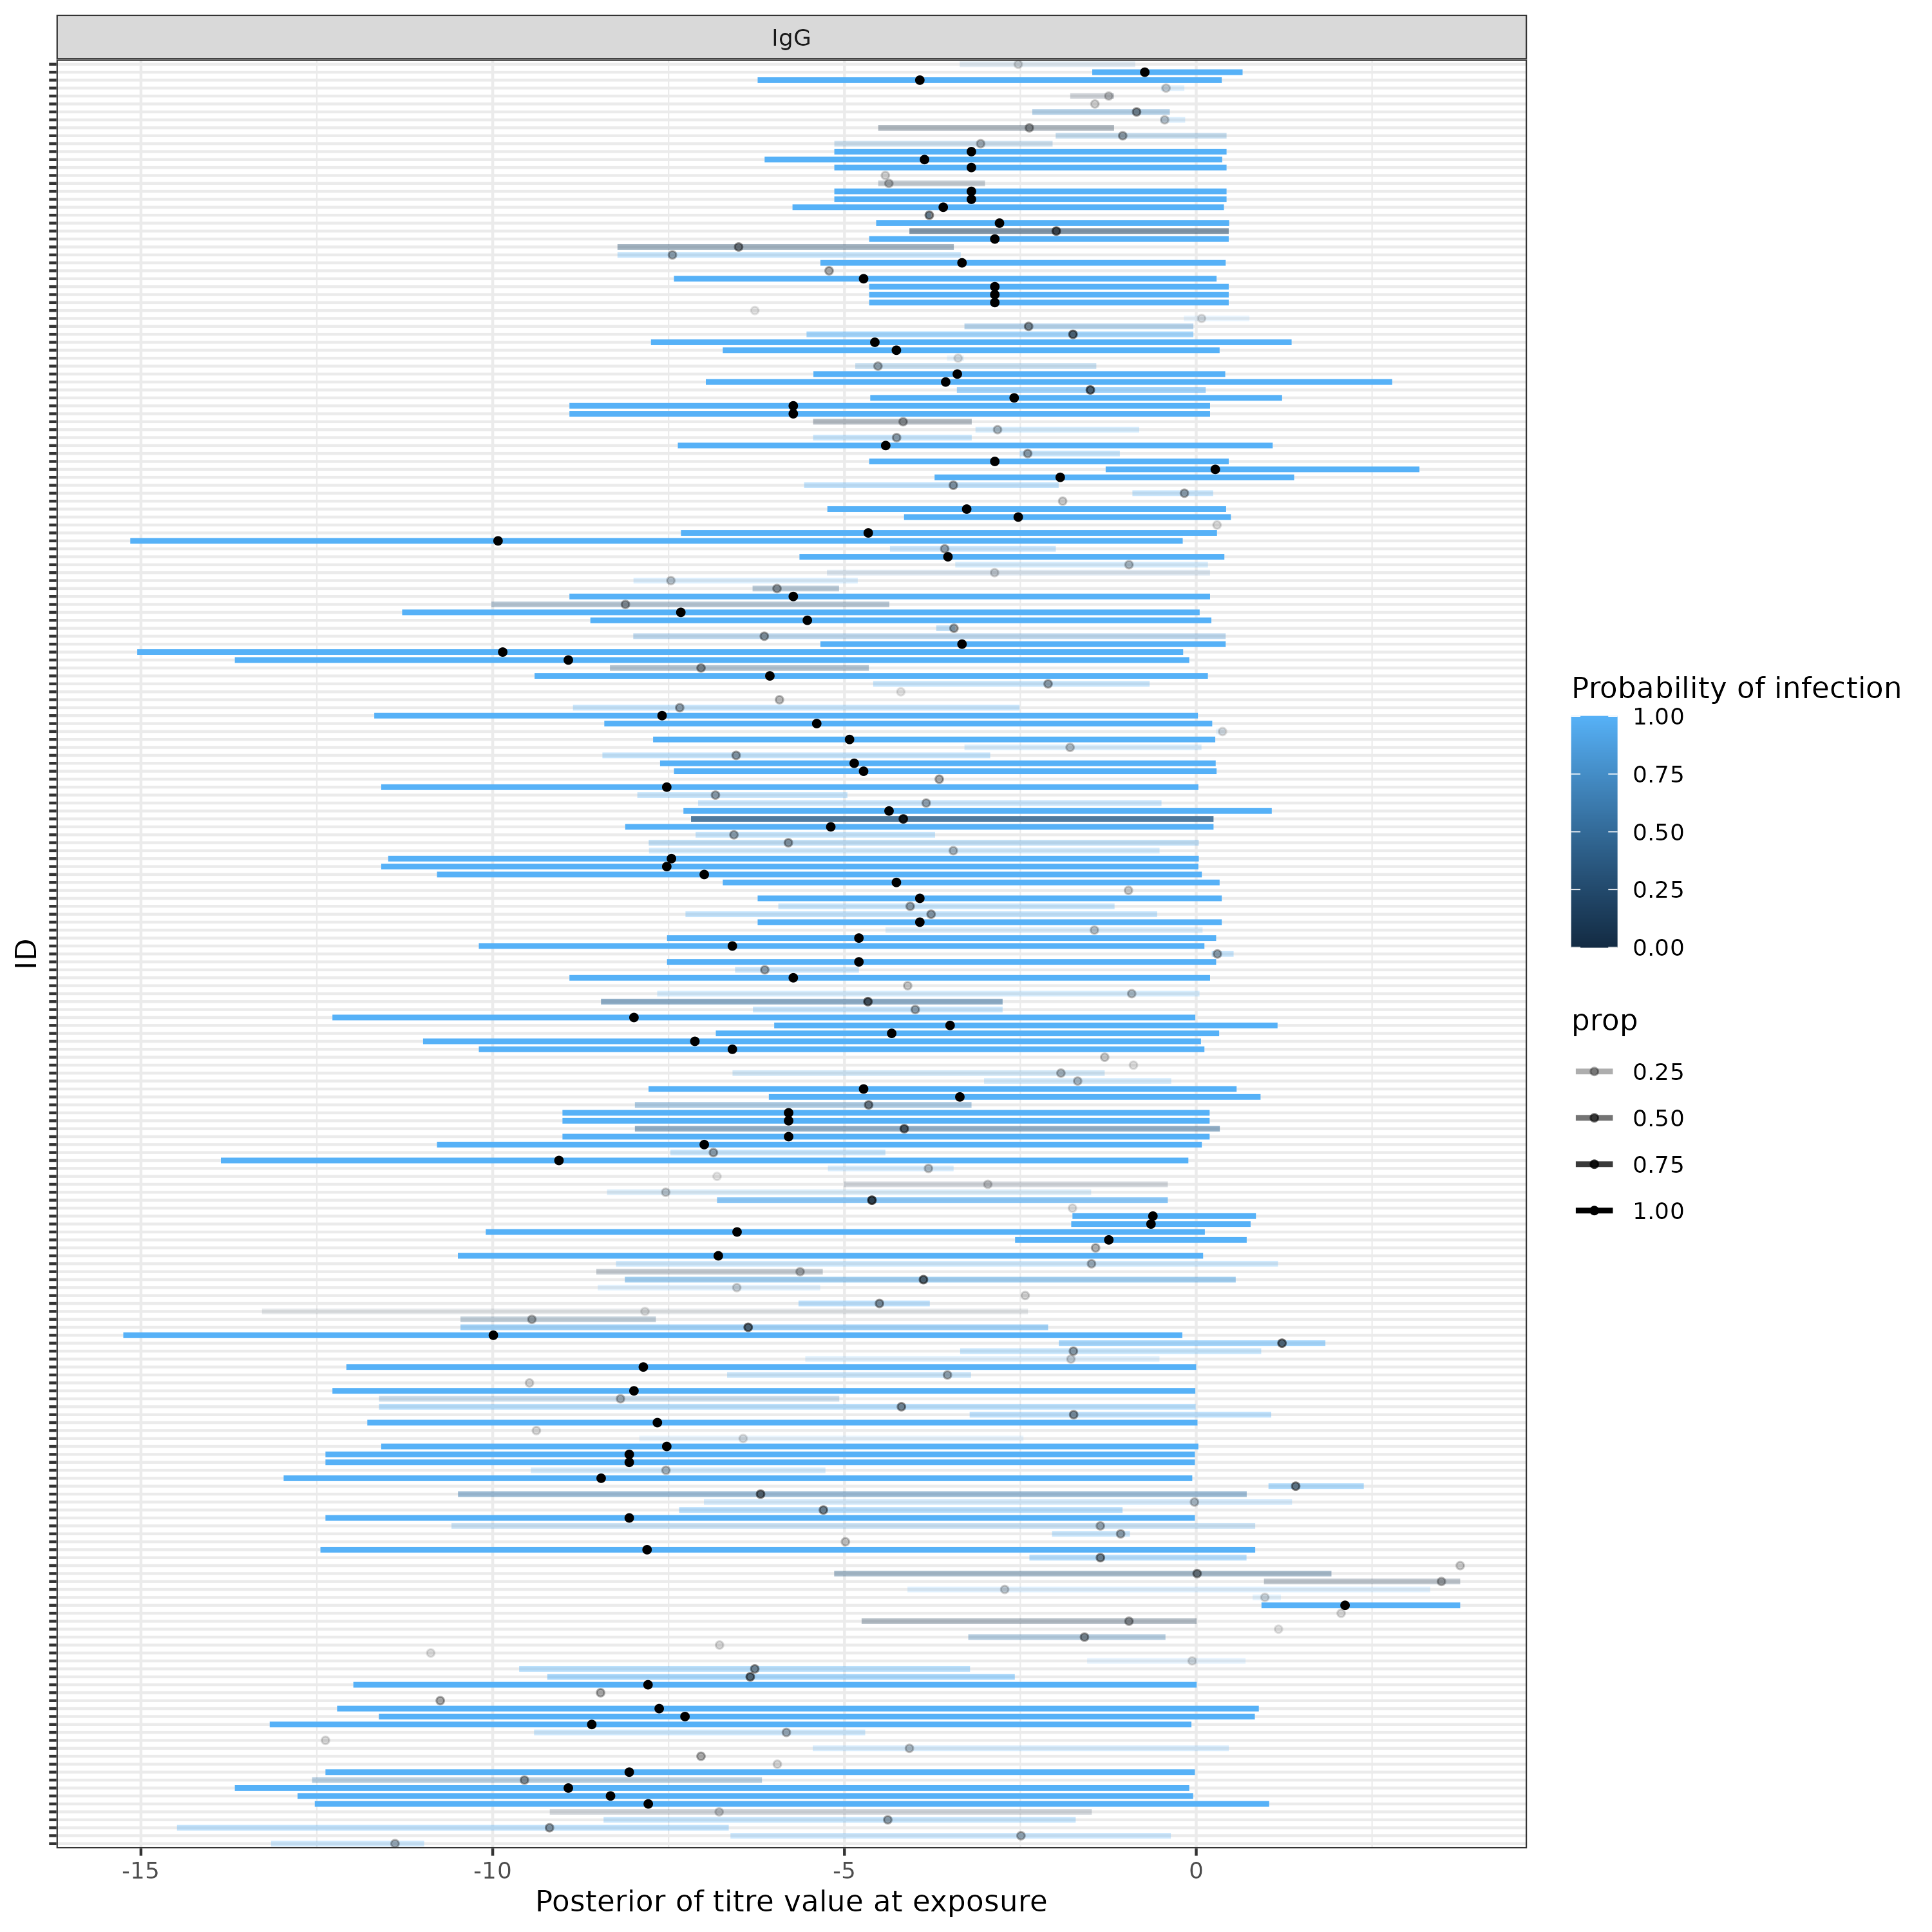 IgG
ID
-15
-10
-5
0
Posterior of titre value at exposure
Probability of infection
1.00
0.75
0.50
0.25
0.00
prop
0.25
0.50
0.75
1.00